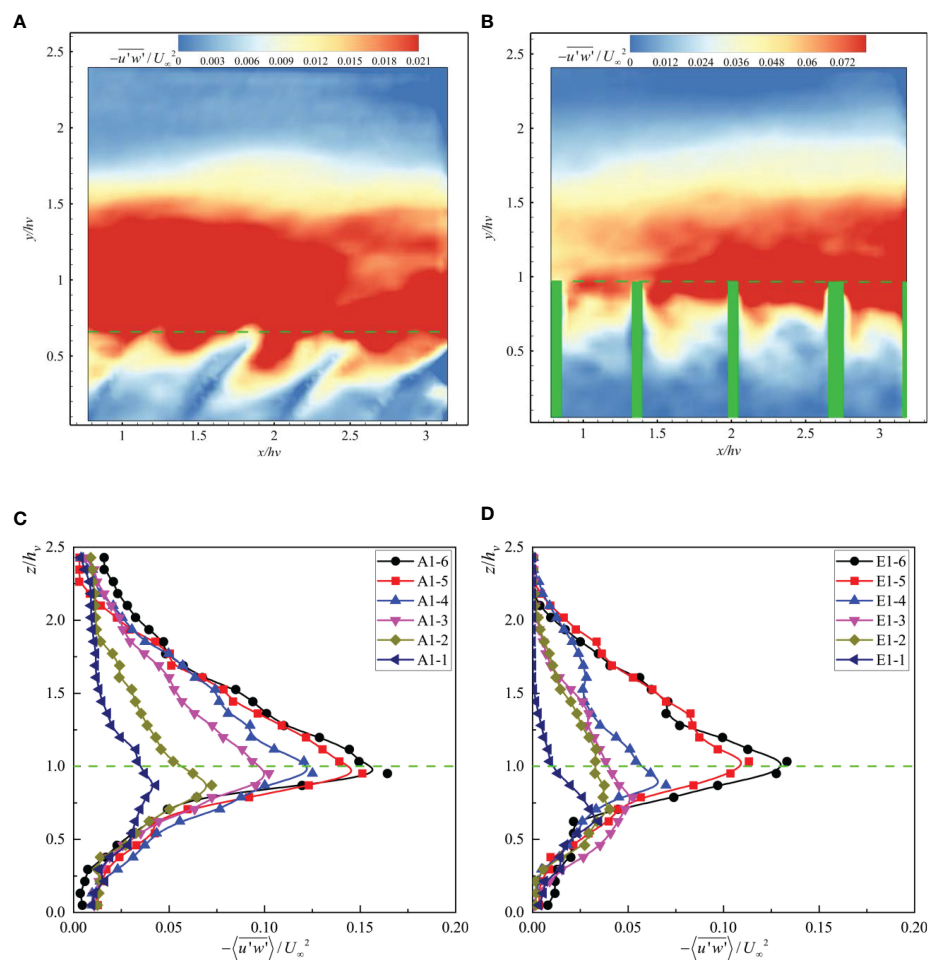 A
B
2.5
-u'w'/U∞²
0 0.003 0.006 0.009 0.012 0.015 0.018 0.021
2
1.5
1
0.5
y/hv
1 1.5 2 2.5 3
x/hv
2.5
-u'w'/U∞²
0 0.012 0.024 0.036 0.048 0.06 0.072
2
1.5
1
0.5
y/hv
1 1.5 2 2.5 3
x/hv
C
D
z/hᵥ
2.5
2.0
1.5
1.0
0.5
0.0
A1-6
A1-5
A1-4
A1-3
A1-2
A1-1
0.00 0.05 0.10 0.15 0.20
-⟨u'w'⟩/U∞²
z/hᵥ
2.5
2.0
1.5
1.0
0.5
0.0
E1-6
E1-5
E1-4
E1-3
E1-2
E1-1
0.00 0.05 0.10 0.15 0.20
-⟨u'w'⟩/U∞²